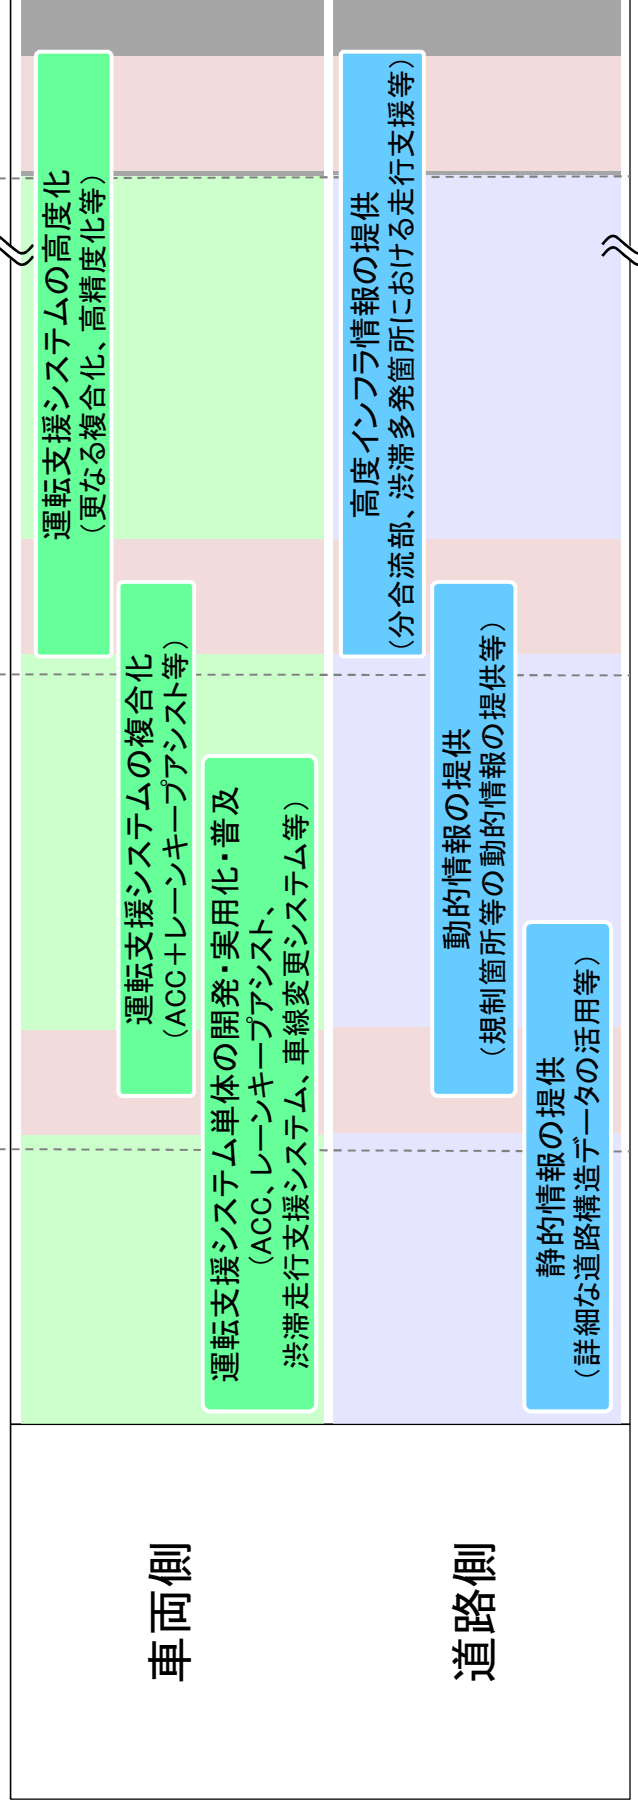 車両側
運転支援システムの高度化
（更なる複合化、高精度化等）
運転支援システムの複合化
（ACC＋レーンキープアシスト等）
運転支援システム単体の開発・実用化・普及
（ACC、レーンキープアシスト、
渋滞走行支援システム、車線変更システム等）
道路側
高度インフラ情報の提供
（分合流部、渋滞多発箇所における走行支援等）
動的情報の提供
（規制箇所等の動的情報の提供等）
静的情報の提供
（詳細な道路構造データの活用等）